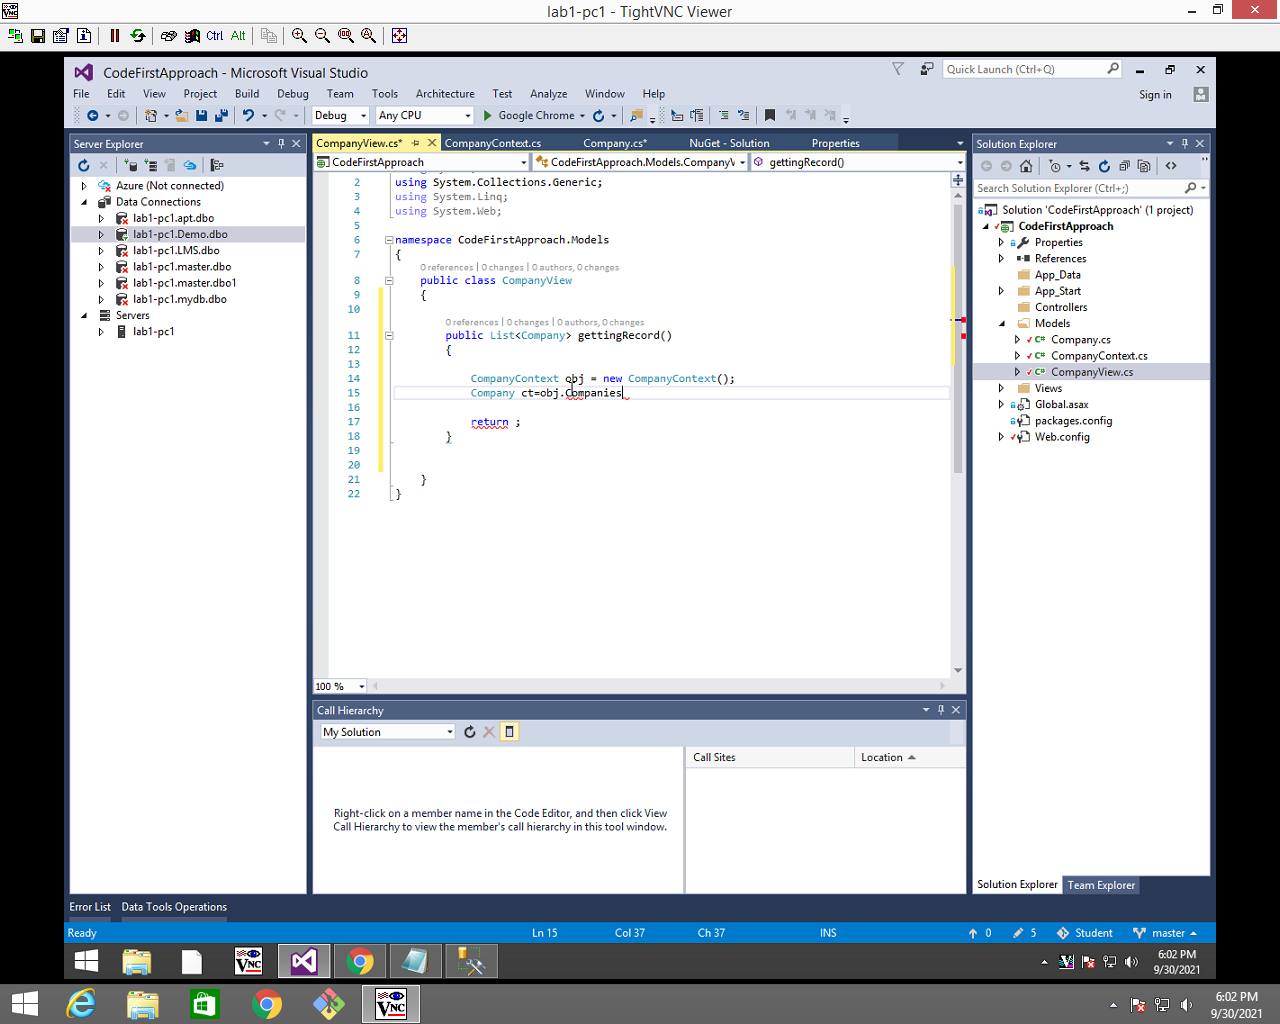 lab1-pc1 - TightVNC Viewer
Ctrl Alt
CodeFirstApproach - Microsoft Visual Studio
Quick Launch (Ctrl+Q)
File Edit View Project Build Debug Team Tools Architecture Test Analyze Window Help
Sign in
Debug Any CPU Google Chrome
Server Explorer
Azure (Not connected)
Data Connections
lab1-pc1.apt.dbo
lab1-pc1.Demo.dbo
lab1-pc1.LMS.dbo
lab1-pc1.master.dbo
lab1-pc1.master.dbo1
lab1-pc1.mydb.dbo
Servers
lab1-pc1
CompanyView.cs* CompanyContext.cs Company.cs* NuGet - Solution Properties
CodeFirstApproach CodeFirstApproach.Models.CompanyV gettingRecord()
2 using System.Collections.Generic;
3 using System.Linq;
4 using System.Web;
5
6 namespace CodeFirstApproach.Models
7 {
0 references | 0 changes | 0 authors, 0 changes
8 public class CompanyView
9 {
10
0 references | 0 changes | 0 authors, 0 changes
11 public List<Company> gettingRecord()
12 {
13
14 CompanyContext obj = new CompanyContext();
15 Company ct=obj.Companies
16
17 return ;
18 }
19
20
21 }
22 }
100 %
Call Hierarchy
My Solution
Call Sites Location
Right-click on a member name in the Code Editor, and then click View
Call Hierarchy to view the member's call hierarchy in this tool window.
Solution Explorer
Search Solution Explorer (Ctrl+;)
Solution 'CodeFirstApproach' (1 project)
CodeFirstApproach
Properties
References
App_Data
App_Start
Controllers
Models
Company.cs
CompanyContext.cs
CompanyView.cs
Views
Global.asax
packages.config
Web.config
Solution Explorer Team Explorer
Error List Data Tools Operations
Ready Ln 15 Col 37 Ch 37 INS 0 5 Student master
6:02 PM
9/30/2021
6:02 PM
9/30/2021